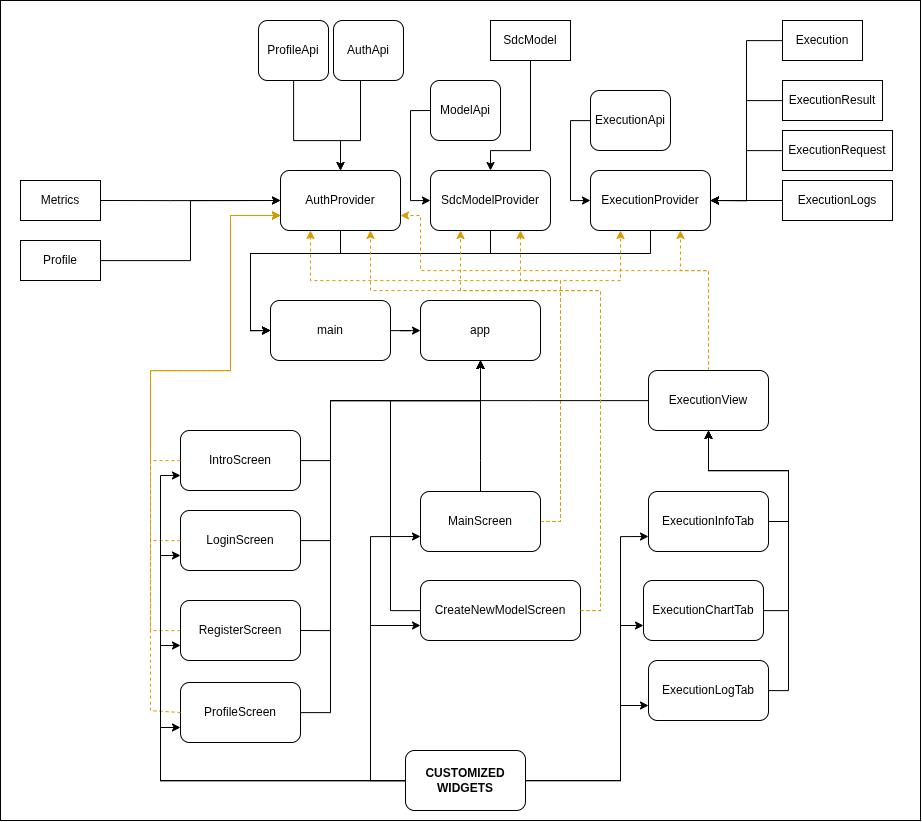 ProfileApi
AuthApi
SdcModel
Execution
ModelApi
ExecutionApi
ExecutionResult
ExecutionRequest
Metrics
AuthProvider
SdcModelProvider
ExecutionProvider
ExecutionLogs
Profile
main
app
ExecutionView
IntroScreen
LoginScreen
MainScreen
ExecutionInfoTab
RegisterScreen
CreateNewModelScreen
ExecutionChartTab
ProfileScreen
ExecutionLogTab
CUSTOMIZED
WIDGETS